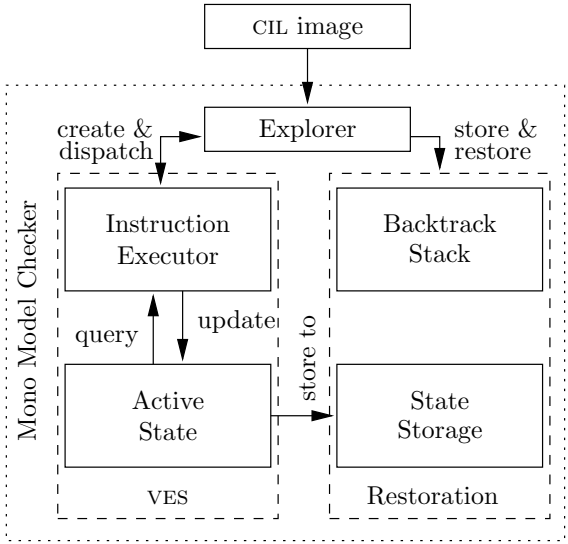 CIL image
Explorer
create &
dispatch
store &
restore
Mono Model Checker
Instruction
Executor
Backtrack
Stack
query
update
store to
Active
State
State
Storage
VES
Restoration